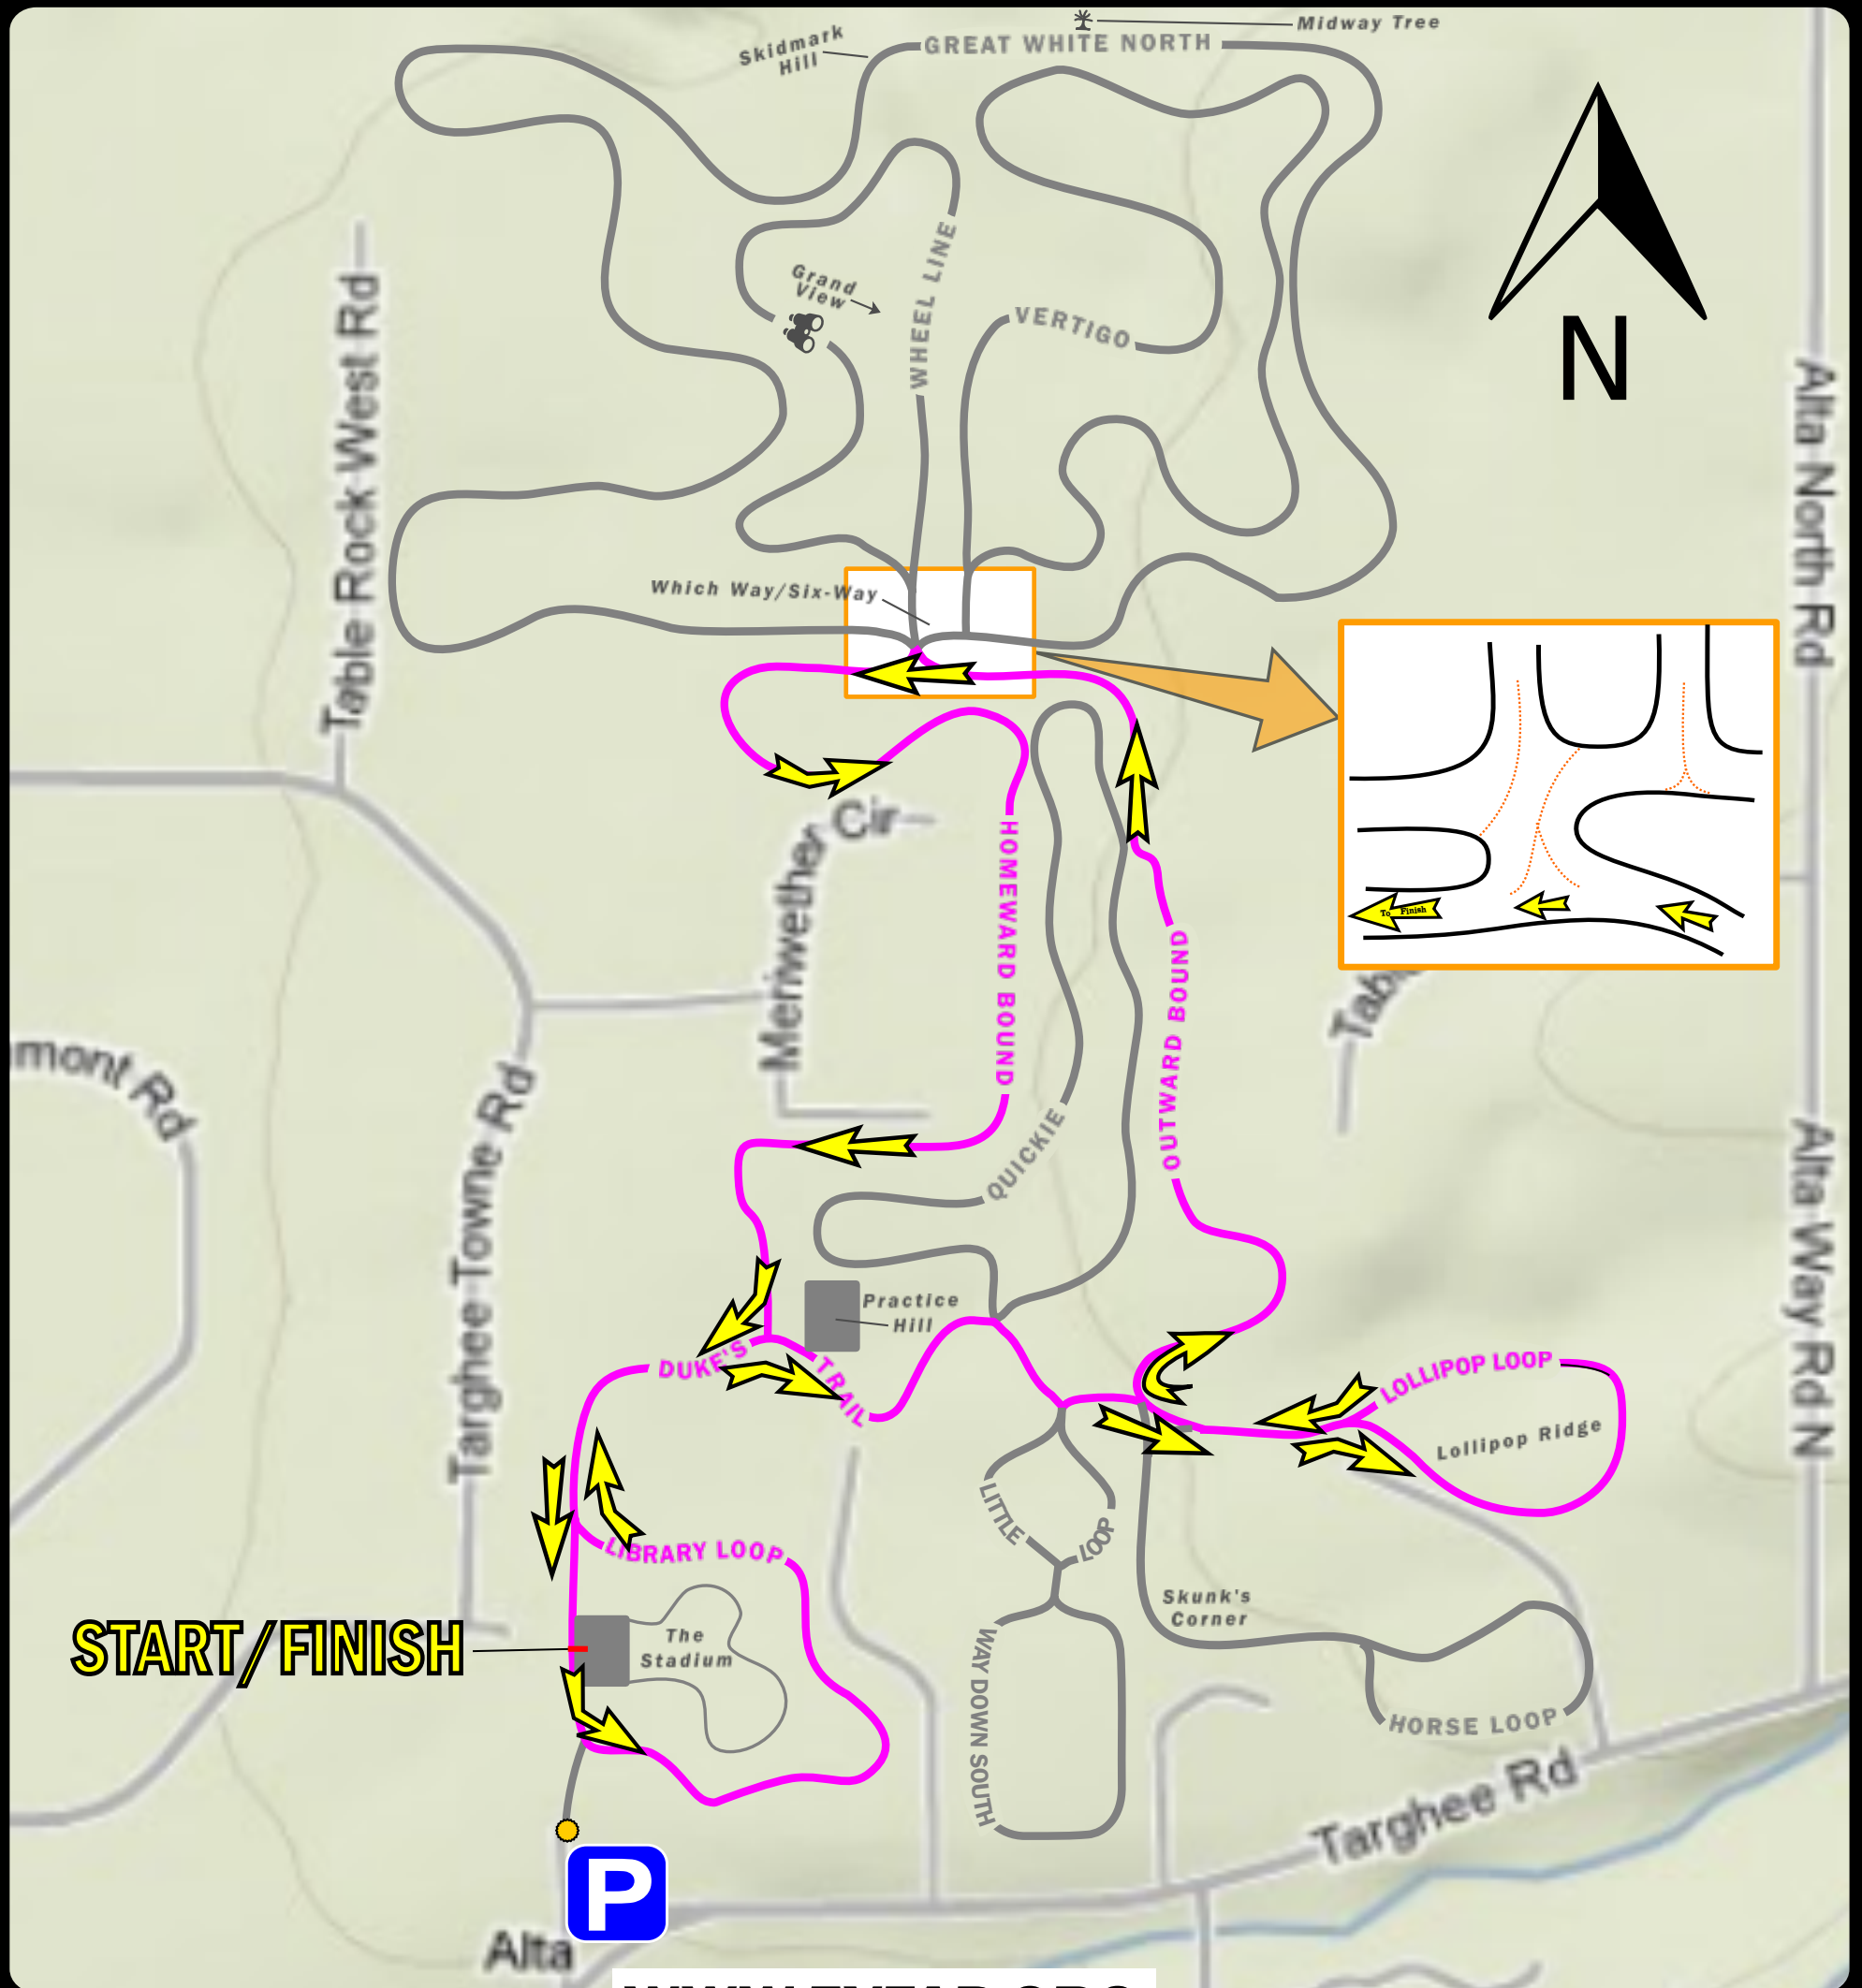 Midway Tree
Skidmark
Hill
GREAT WHITE NORTH
Grand
View
WHEEL LINE
VERTIGO
N
Table Rock West Rd
Alta North Rd
Which Way/Six-Way
To Finish
Meriwether Cir
HOMEWARD BOUND
OUTWARD BOUND
mont Rd
Targhee Towne Rd
QUICKIE
Alta Way Rd N
Practice
Hill
DUKE'S TRAIL
LOLLIPOP LOOP
Lollipop Ridge
LITTLE LOOP
LIBRARY LOOP
Skunk's
Corner
START/FINISH
The
Stadium
WAY DOWN SOUTH
HORSE LOOP
Targhee Rd
P
Alta